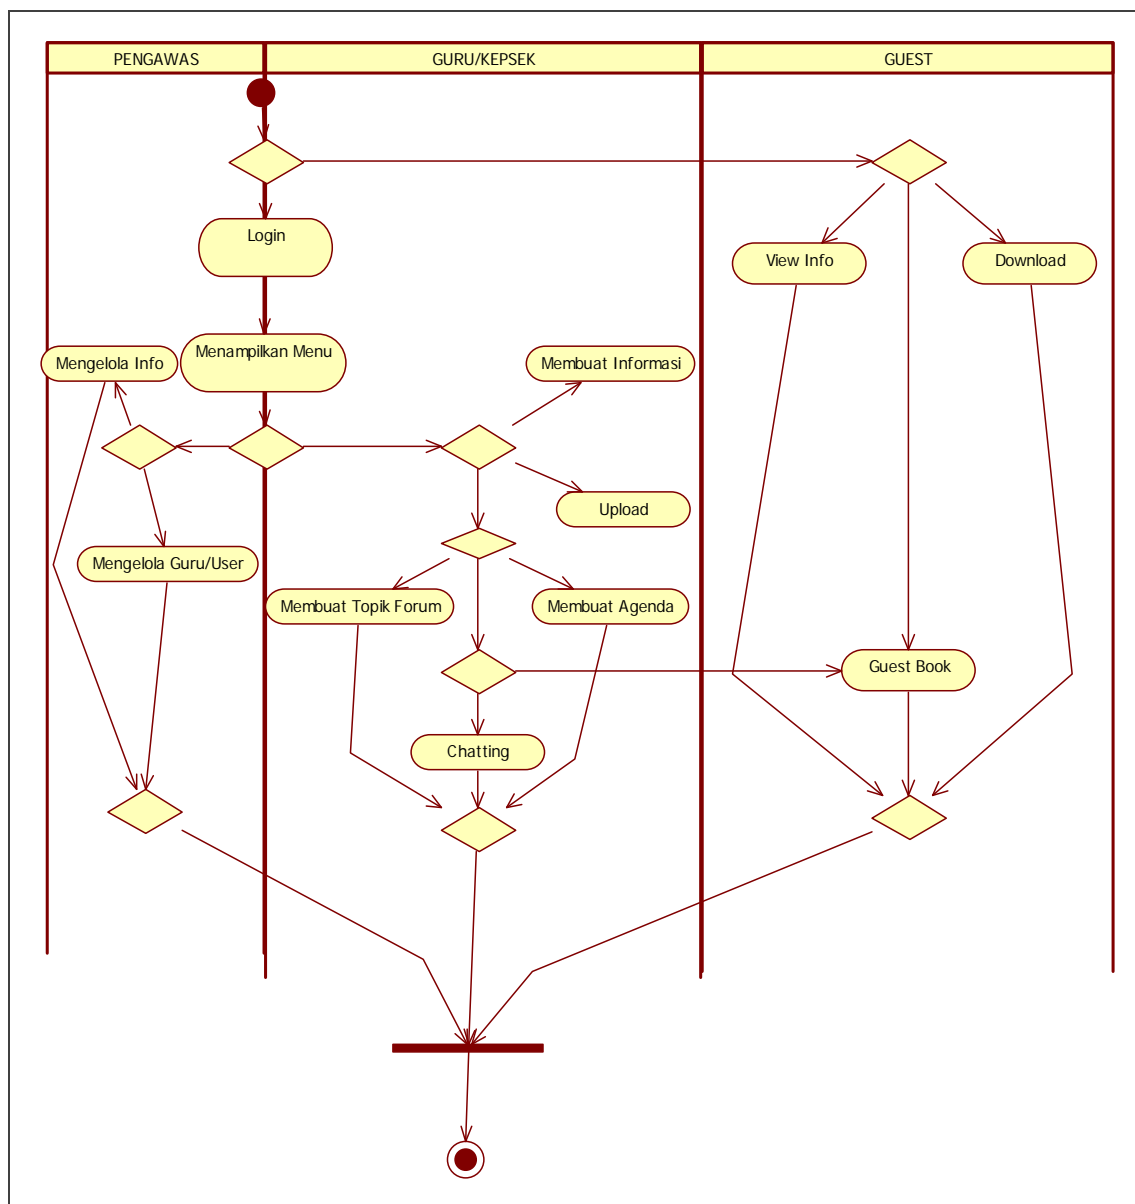 PENGAWAS
GURU/KEPSEK
GUEST
Login
View Info
Download
Menampilkan Menu
Mengelola Info
Membuat Informasi
Upload
Mengelola Guru/User
Membuat Topik Forum
Membuat Agenda
Guest Book
Chatting